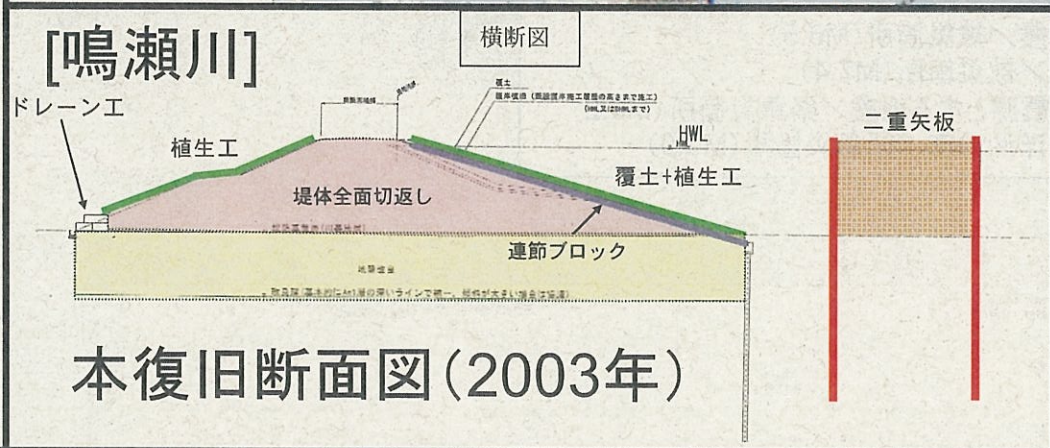 横断図
[鳴瀬川]
ドレーン工
植生工
覆土
HWL
二重矢板
覆土+植生工
堤体全面切返し
連節ブロック
本復旧断面図(2003年)